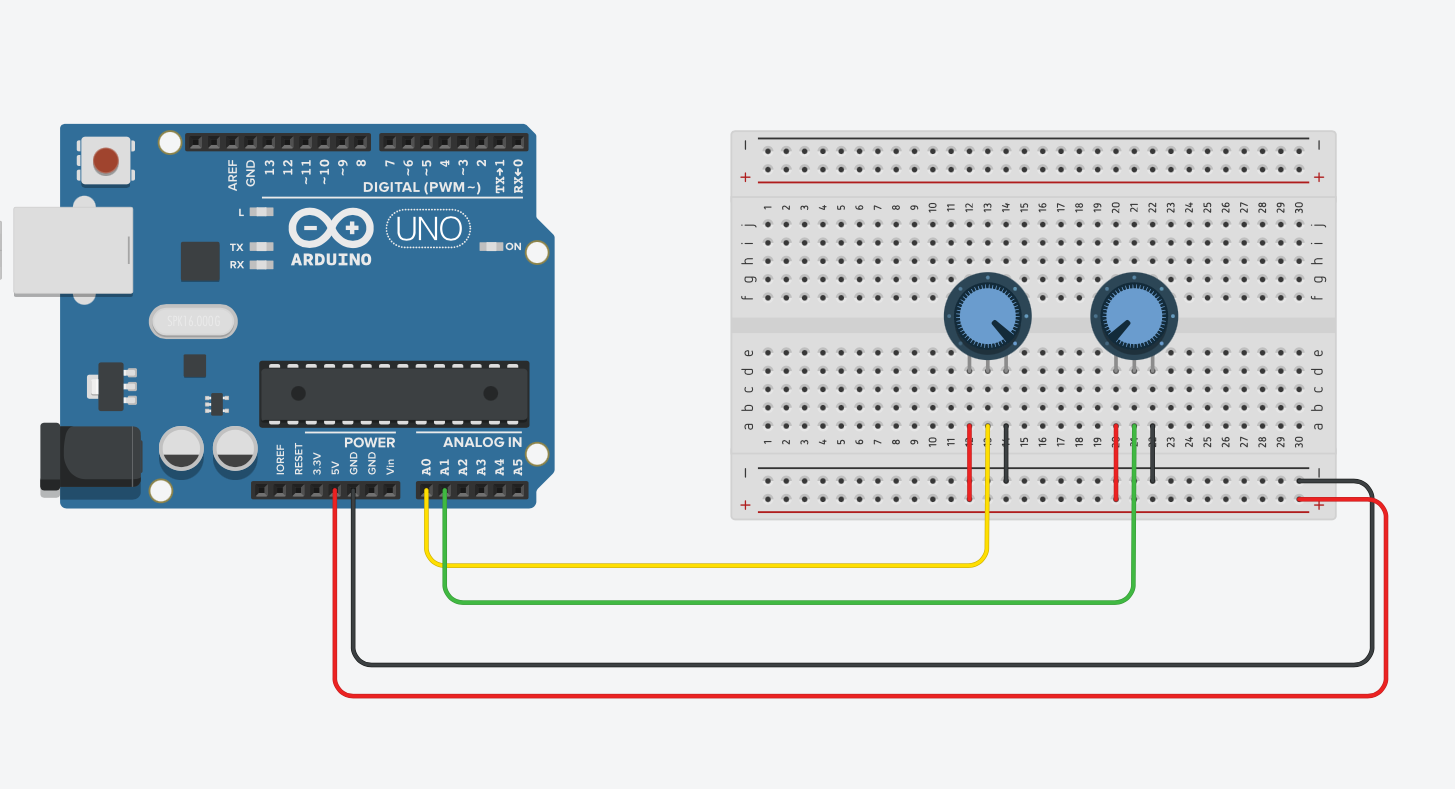 AREF
GND
13
12
~11
~10
~9
8
7
~6
~5
4
~3
2
TX→1
RX←0
DIGITAL (PWM~)
L
TX
RX
UNO
ARDUINO
ON
SPK16.000G
POWER
ANALOG IN
IOREF
RESET
3.3V
5V
GND
GND
Vin
A0
A1
A2
A3
A4
A5
− −
+ +
1 2 3 4 5 6 7 8 9 10 11 12 13 14 15 16 17 18 19 20 21 22 23 24 25 26 27 28 29 30
j j
i i
h h
g g
f f
e e
d d
c c
b b
a a
1 2 3 4 5 6 7 8 9 10 11 12 13 14 15 16 17 18 19 20 21 22 23 24 25 26 27 28 29 30
− −
+ +